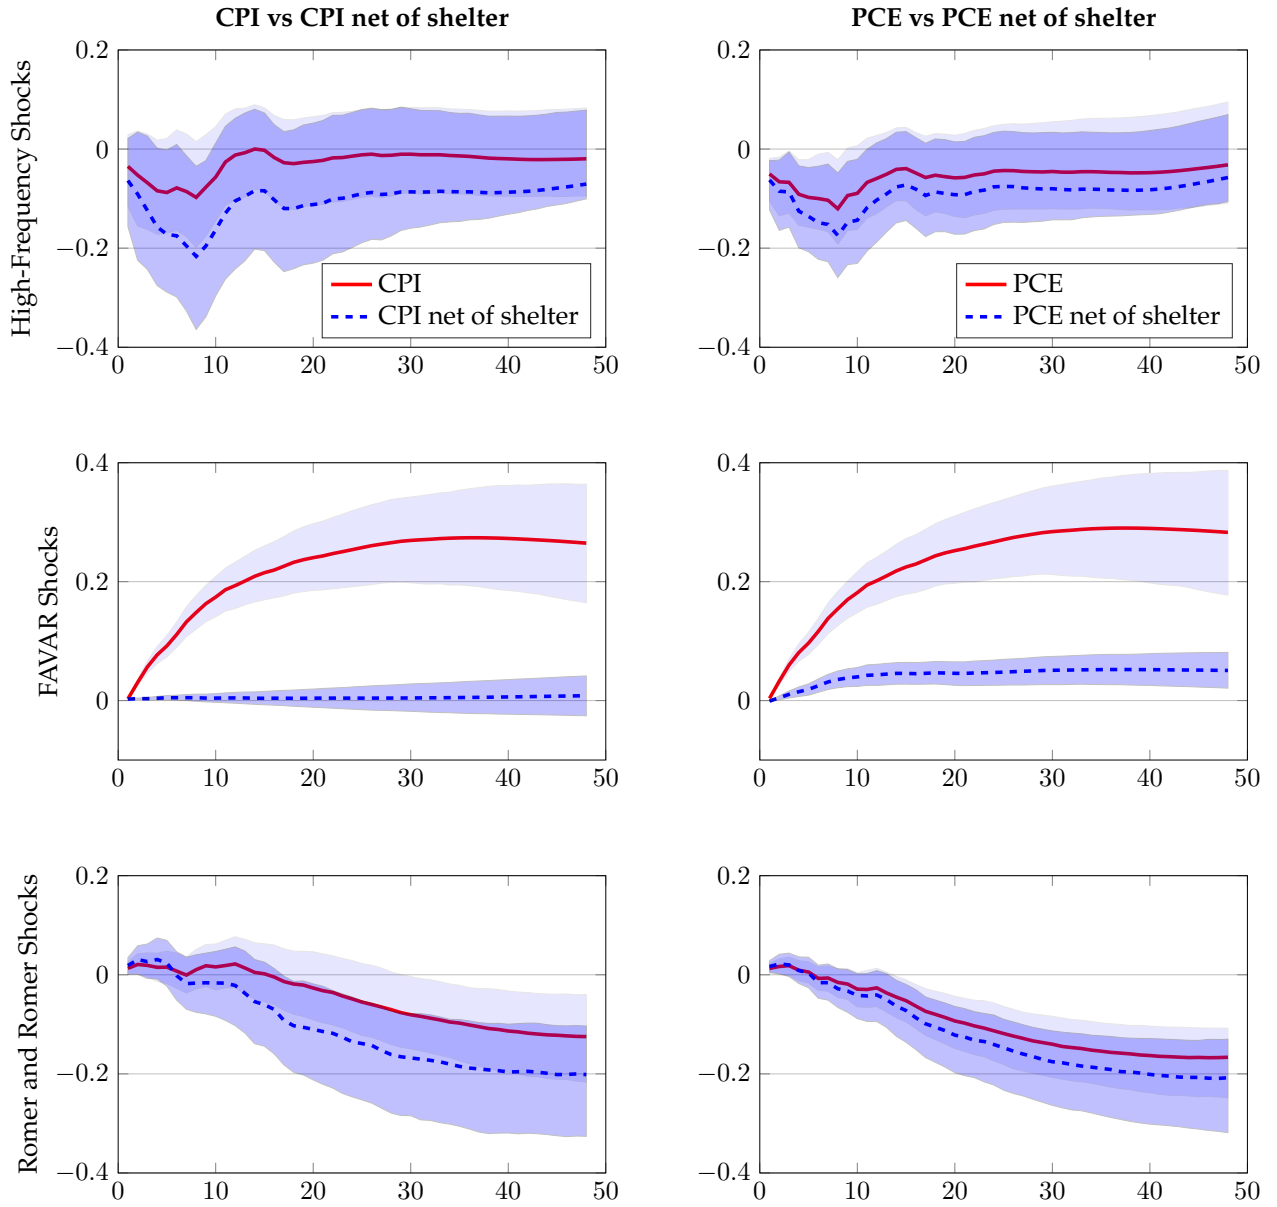 CPI vs CPI net of shelter
PCE vs PCE net of shelter
High-Frequency Shocks
0.2
0
−0.2
−0.4
0 10 20 30 40 50
CPI
CPI net of shelter
0.2
0
−0.2
−0.4
0 10 20 30 40 50
PCE
PCE net of shelter
FAVAR Shocks
0.4
0.2
0
0 10 20 30 40 50
0.4
0.2
0
0 10 20 30 40 50
Romer and Romer Shocks
0.2
0
−0.2
−0.4
0 10 20 30 40 50
0.2
0
−0.2
−0.4
0 10 20 30 40 50